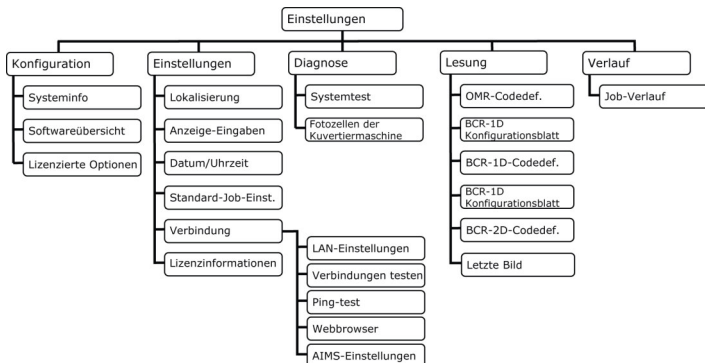 Einstellungen
Konfiguration
Systeminfo
Softwareübersicht
Lizenzierte Optionen
Einstellungen
Lokalisierung
Anzeige-Eingaben
Datum/Uhrzeit
Standard-Job-Einst.
Verbindung
Lizenzinformationen
LAN-Einstellungen
Verbindungen testen
Ping-test
Webbrowser
AIMS-Einstellungen
Diagnose
Systemtest
Fotozellen der
Kuvertiermaschine
Lesung
OMR-Codedef.
BCR-1D
Konfigurationsblatt
BCR-1D-Codedef.
BCR-1D
Konfigurationsblatt
BCR-2D-Codedef.
Letzte Bild
Verlauf
Job-Verlauf